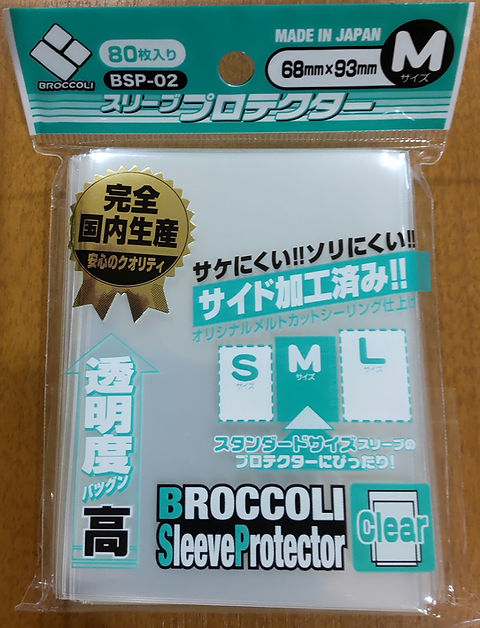 BROCCOLI
80枚入り
BSP-02
MADE IN JAPAN
68mm×93mm
M
サイズ
スリーブプロテクター
完全
国内生産
安心のクオリティ
サケにくい!!ソリにくい!!
サイド加工済み!!
オリジナルメルトカットシーリング仕上げ
S
サイズ
M
サイズ
L
サイズ
スタンダードサイズスリーブの
プロテクターにぴったり!
透明度
バツグン
高
BROCCOLI
SleeveProtector
Clear